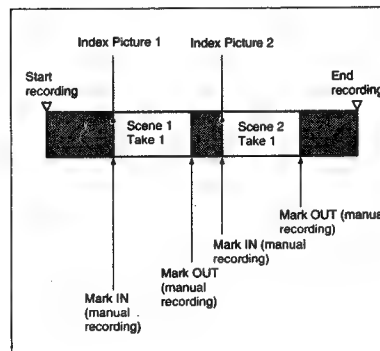 Index Picture 1
Index Picture 2
Start
recording
End
recording
Scene 1
Take 1
Scene 2
Take 1
Mark OUT (manual
recording)
Mark IN (manual
recording)
Mark OUT
(manual
recording)
Mark IN (manual
recording)